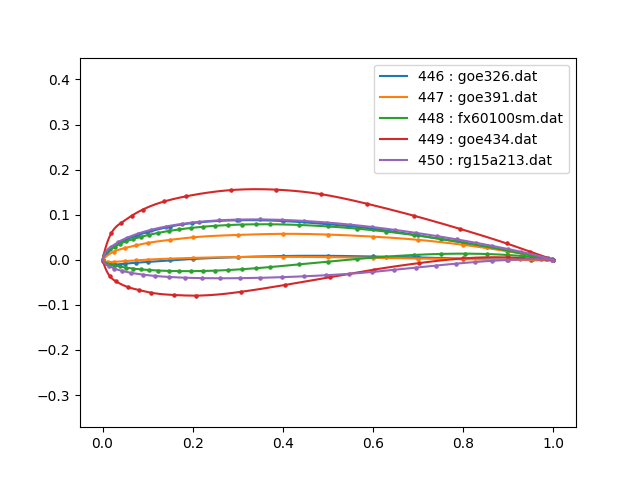 0.4
0.3
0.2
0.1
0.0
−0.1
−0.2
−0.3
0.0
0.2
0.4
0.6
0.8
1.0
446 : goe326.dat
447 : goe391.dat
448 : fx60100sm.dat
449 : goe434.dat
450 : rg15a213.dat